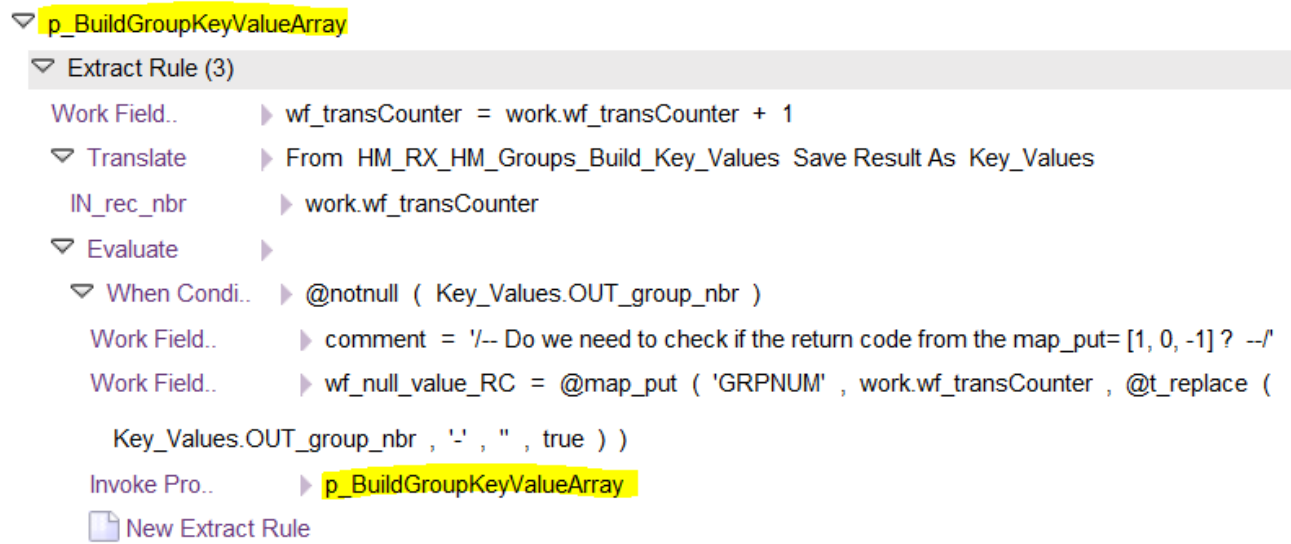 p_BuildGroupKeyValueArray
Extract Rule (3)
Work Field.. wf_transCounter = work.wf_transCounter + 1
Translate From HM_RX_HM_Groups_Build_Key_Values Save Result As Key_Values
IN_rec_nbr work.wf_transCounter
Evaluate
When Condi.. @notnull ( Key_Values.OUT_group_nbr )
Work Field.. comment = '/-- Do we need to check if the return code from the map_put= [1, 0, -1] ? --/'
Work Field.. wf_null_value_RC = @map_put ( 'GRPNUM' , work.wf_transCounter , @t_replace (
Key_Values.OUT_group_nbr , '-' , '' , true ) )
Invoke Pro.. p_BuildGroupKeyValueArray
New Extract Rule